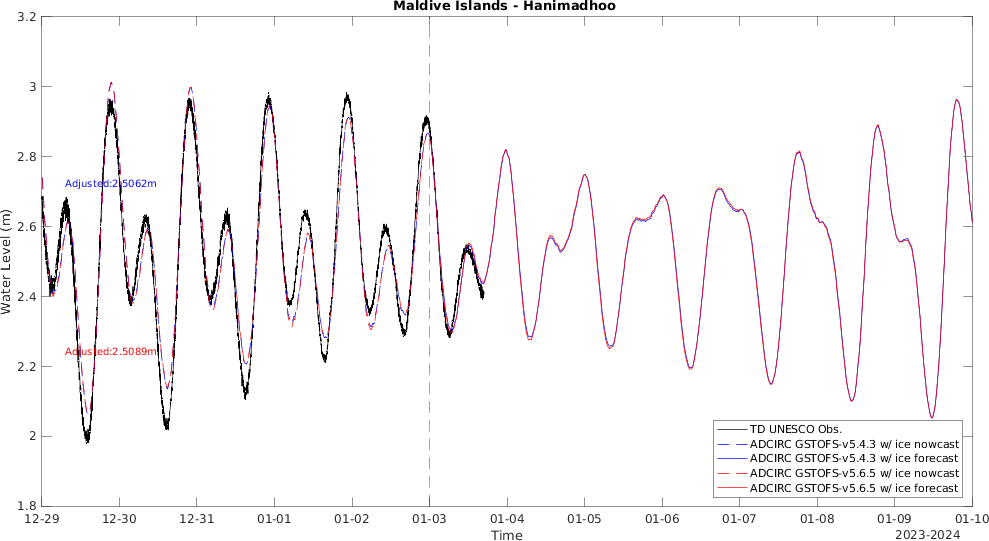 Maldive Islands - Hanimadhoo
3.2
3
2.8
2.6
2.4
2.2
2
1.8
Water Level (m)
Adjusted:2.5062m
Adjusted:2.5089m
TD UNESCO Obs.
ADCIRC GSTOFS-v5.4.3 w/ ice nowcast
ADCIRC GSTOFS-v5.4.3 w/ ice forecast
ADCIRC GSTOFS-v5.6.5 w/ ice nowcast
ADCIRC GSTOFS-v5.6.5 w/ ice forecast
12-29 12-30 12-31 01-01 01-02 01-03 01-04 01-05 01-06 01-07 01-08 01-09 01-10
Time
2023-2024